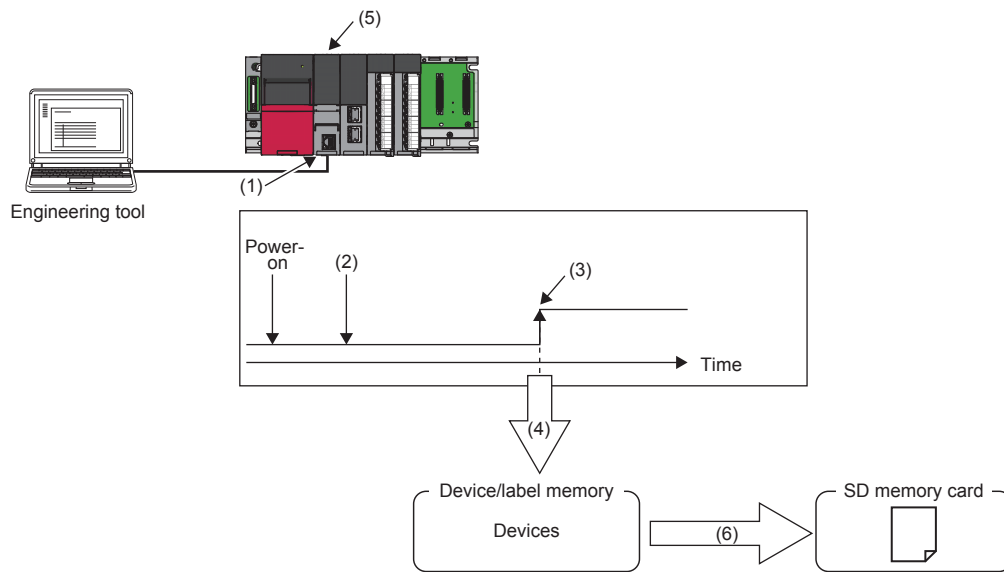 (5)
(1)
Engineering tool
Power-
on
(2)
(3)
Time
(4)
Device/label memory
Devices
(6)
SD memory card